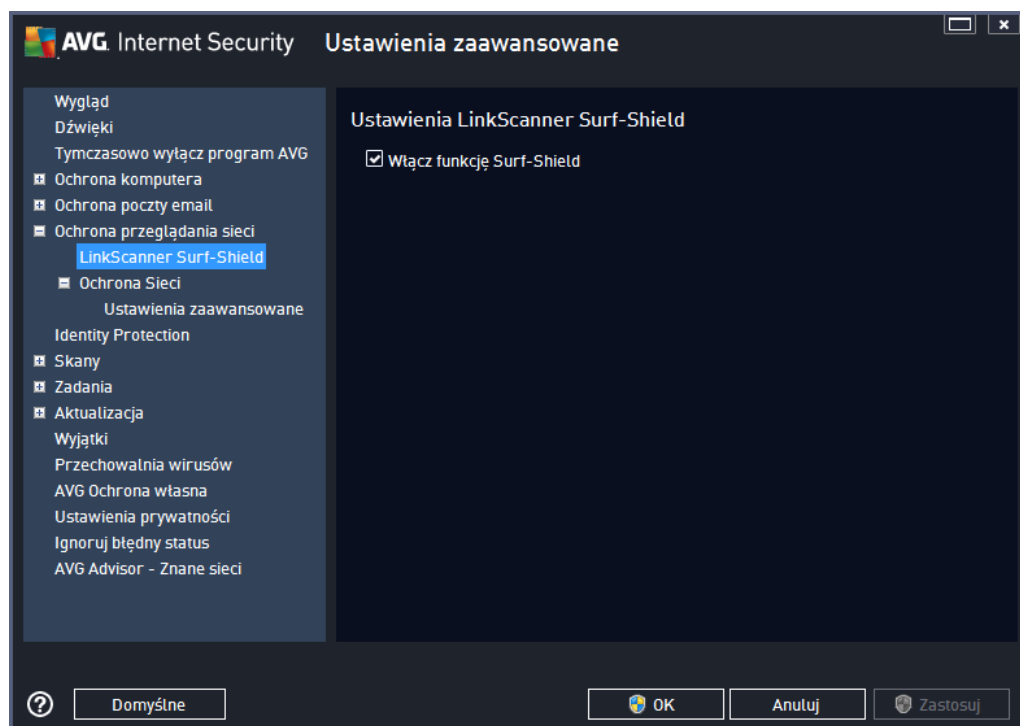 AVG. Internet Security Ustawienia zaawansowane
Wygląd
Dźwięki
Tymczasowo wyłącz program AVG
Ochrona komputera
Ochrona poczty email
Ochrona przeglądania sieci
LinkScanner Surf-Shield
Ochrona Sieci
Ustawienia zaawansowane
Identity Protection
Skany
Zadania
Aktualizacja
Wyjątki
Przechowalnia wirusów
AVG Ochrona własna
Ustawienia prywatności
Ignoruj błędny status
AVG Advisor - Znane sieci
Ustawienia LinkScanner Surf-Shield
Włącz funkcję Surf-Shield
? Domyślne OK Anuluj Zastosuj